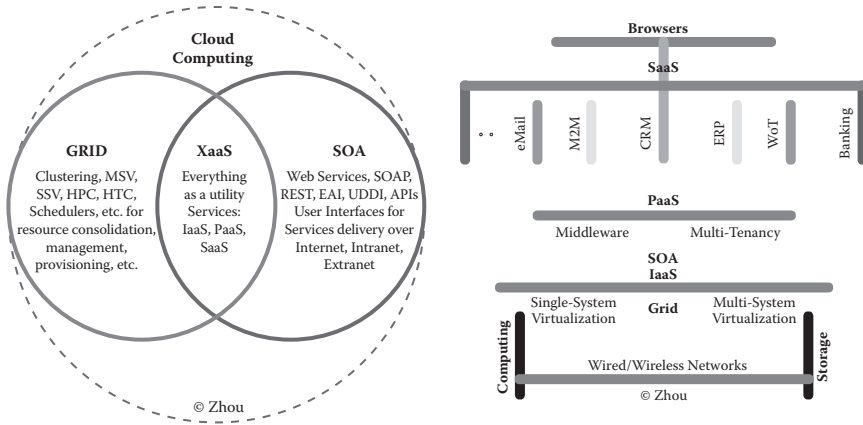 Cloud
Computing
GRID
Clustering, MSV,
SSV, HPC, HTC,
Schedulers, etc. for
resource consolidation,
management,
provisioning, etc.
XaaS
Everything
as a utility
Services:
IaaS, PaaS,
SaaS
SOA
Web Services, SOAP,
REST, EAI, UDDI, APIs
User Interfaces for
Services delivery over
Internet, Intranet,
Extranet
© Zhou
Browsers
SaaS
eMail
M2M
CRM
ERP
WoT
Banking
PaaS
Middleware
Multi-Tenancy
SOA
IaaS
Single-System
Virtualization
Grid
Multi-System
Virtualization
Computing
Storage
Wired/Wireless Networks
© Zhou